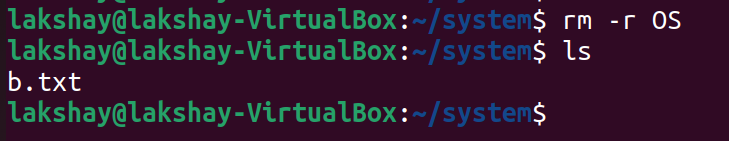 lakshay@lakshay-VirtualBox:~/system$ rm -r OS
lakshay@lakshay-VirtualBox:~/system$ ls
b.txt
lakshay@lakshay-VirtualBox:~/system$